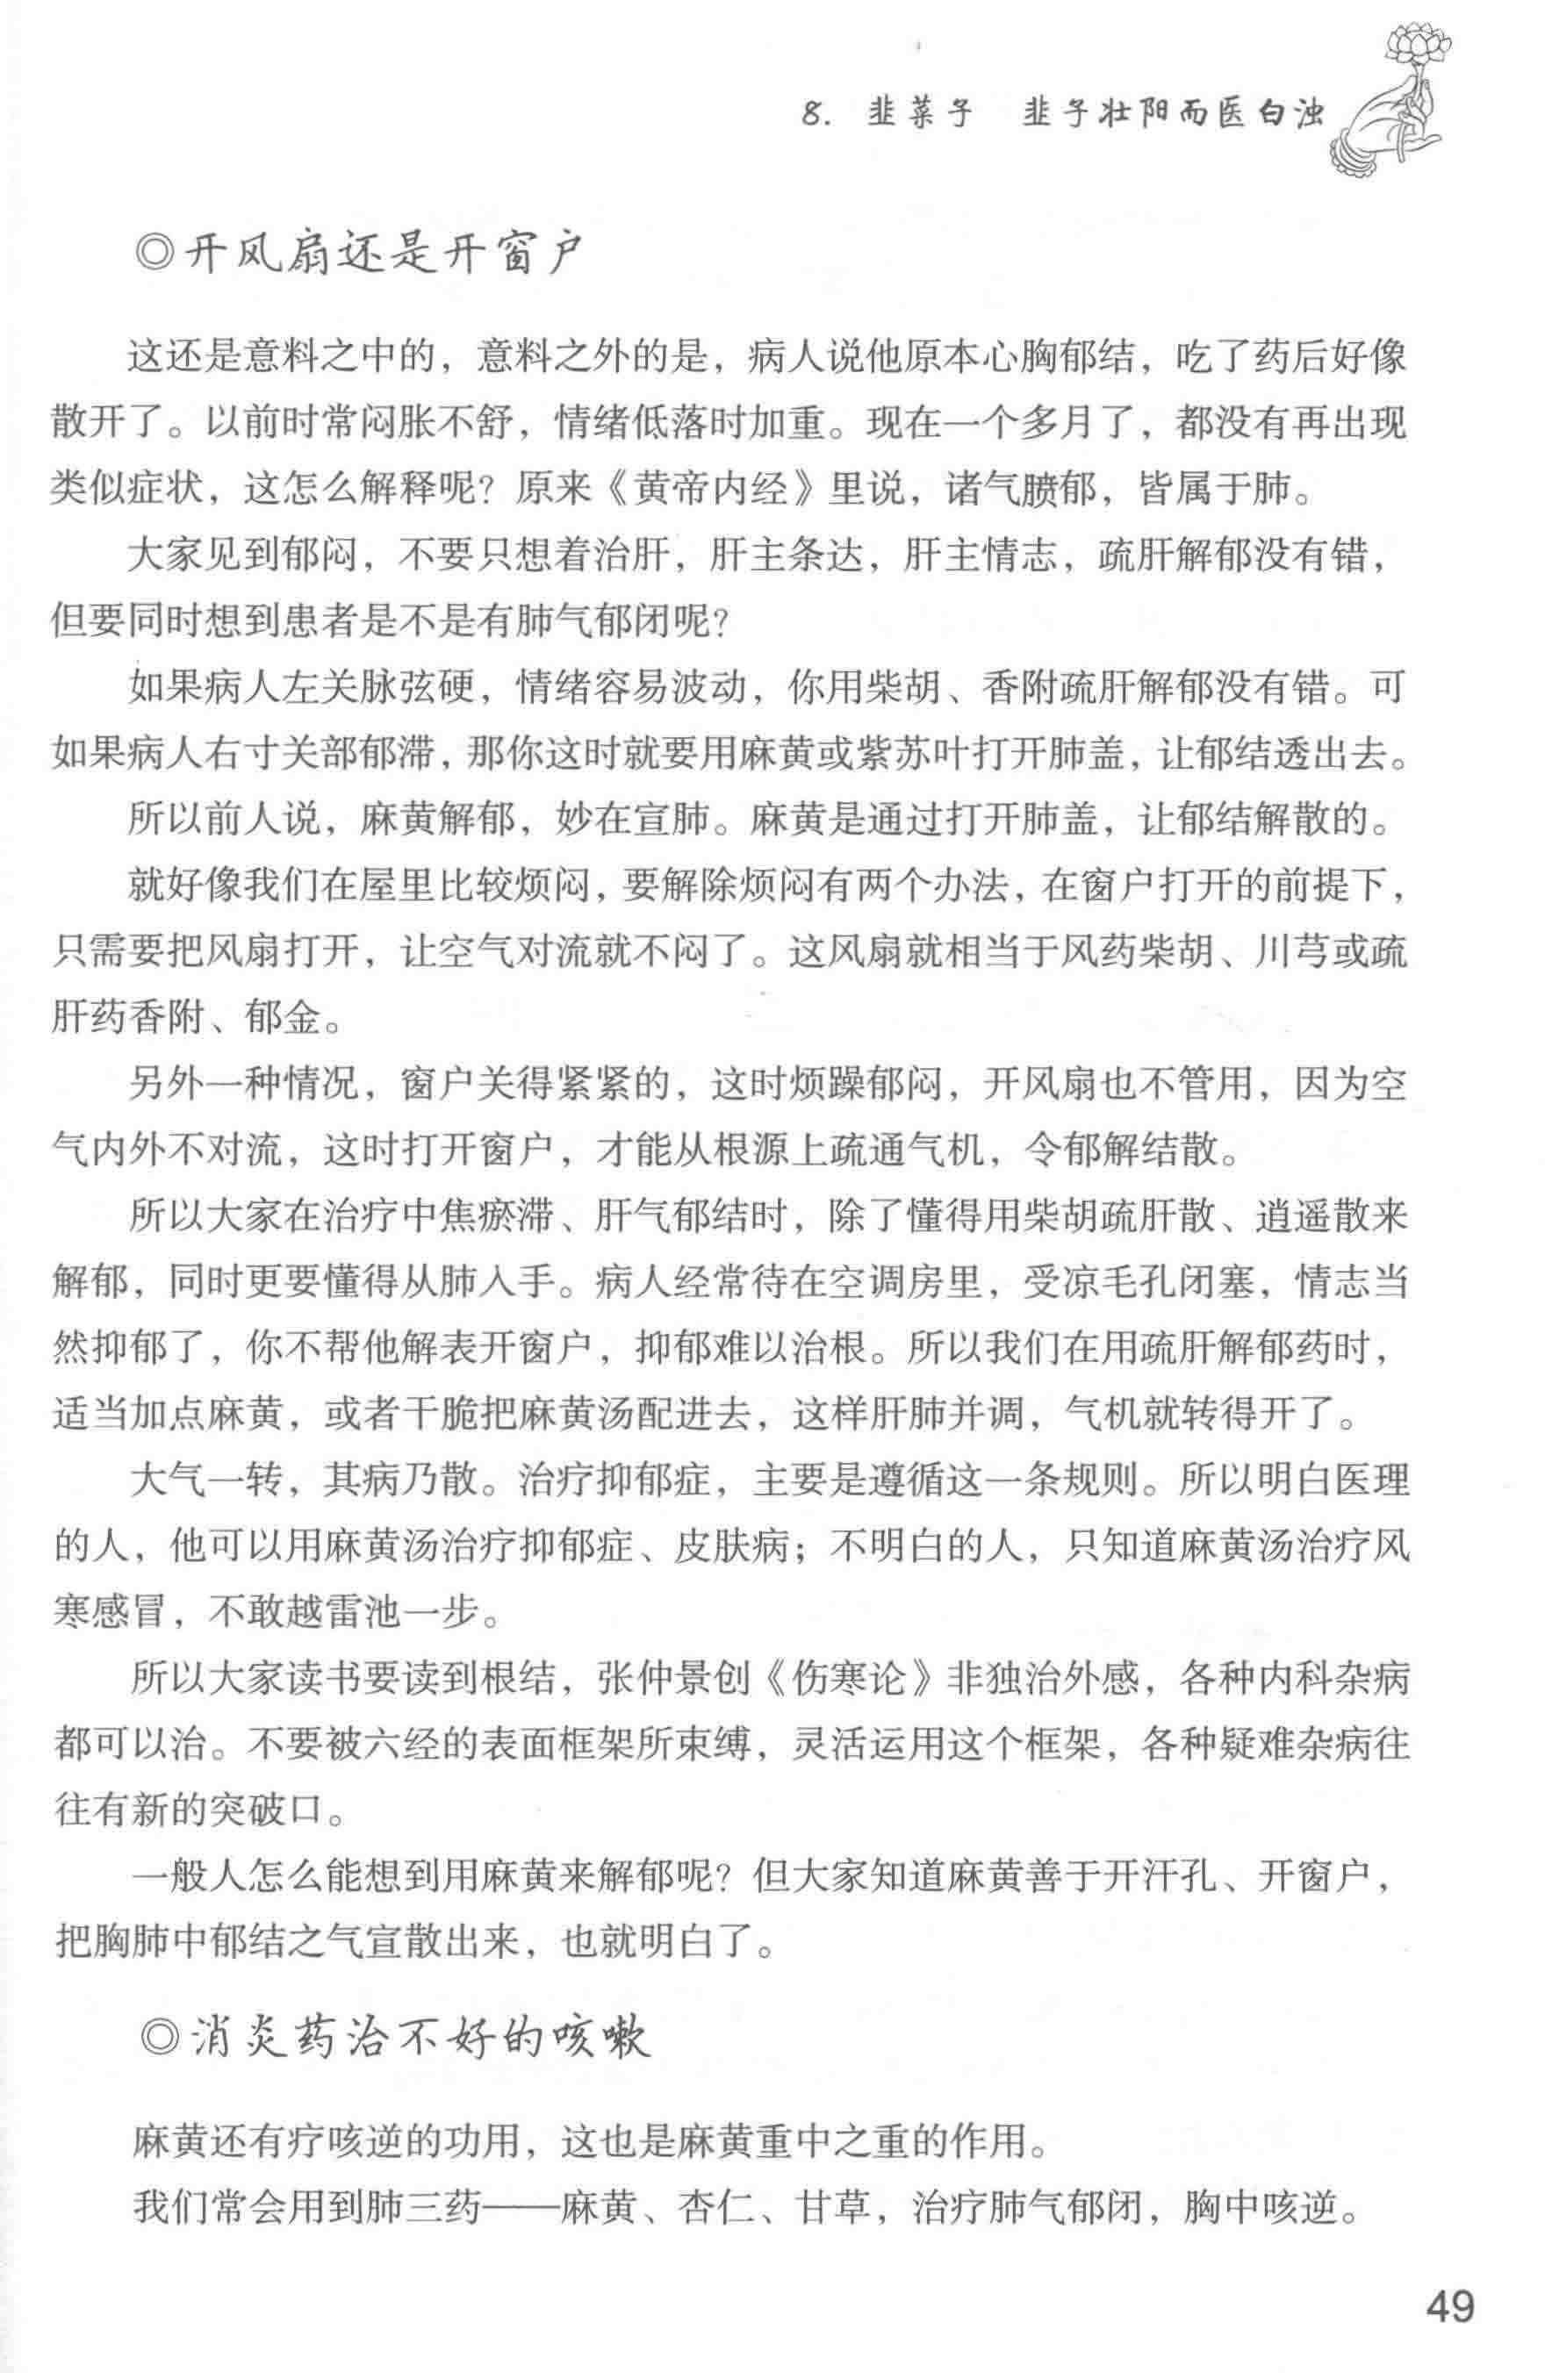 8. 韭菜子 韭子壮阳而医白浊
◎开风扇还是开窗户
这还是意料之中的，意料之外的是，病人说他原本心胸郁结，吃了药后好像
散开了。以前时常闷胀不舒，情绪低落时加重。现在一个多月了，都没有再出现
类似症状，这怎么解释呢？原来《黄帝内经》里说，诸气膹郁，皆属于肺。
大家见到郁闷，不要只想着治肝，肝主条达，肝主情志，疏肝解郁没有错，
但要同时想到患者是不是有肺气郁闭呢？
如果病人左关脉弦硬，情绪容易波动，你用柴胡、香附疏肝解郁没有错。可
如果病人右寸关部郁滞，那你这时就要用麻黄或紫苏叶打开肺盖，让郁结透出去。
所以前人说，麻黄解郁，妙在宣肺。麻黄是通过打开肺盖，让郁结解散的。
就好像我们在屋里比较烦闷，要解除烦闷有两个办法，在窗户打开的前提下，
只需要把风扇打开，让空气对流就不闷了。这风扇就相当于风药柴胡、川芎或疏
肝药香附、郁金。
另外一种情况，窗户关得紧紧的，这时烦躁郁闷，开风扇也不管用，因为空
气内外不对流，这时打开窗户，才能从根源上疏通气机，令郁解结散。
所以大家在治疗中焦瘀滞、肝气郁结时，除了懂得用柴胡疏肝散、逍遥散来
解郁，同时更要懂得从肺入手。病人经常待在空调房里，受凉毛孔闭塞，情志当
然抑郁了，你不帮他解表开窗户，抑郁难以治根。所以我们在用疏肝解郁药时，
适当加点麻黄，或者干脆把麻黄汤配进去，这样肝肺并调，气机就转得开了。
大气一转，其病乃散。治疗抑郁症，主要是遵循这一条规则。所以明白医理
的人，他可以用麻黄汤治疗抑郁症、皮肤病；不明白的人，只知道麻黄汤治疗风
寒感冒，不敢越雷池一步。
所以大家读书要读到根结，张仲景创《伤寒论》非独治外感，各种内科杂病
都可以治。不要被六经的表面框架所束缚，灵活运用这个框架，各种疑难杂病往
往有新的突破口。
一般人怎么能想到用麻黄来解郁呢？但大家知道麻黄善于开汗孔、开窗户，
把胸肺中郁结之气宣散出来，也就明白了。
◎消炎药治不好的咳嗽
麻黄还有疗咳逆的功用，这也是麻黄重中之重的作用。
我们常会用到肺三药——麻黄、杏仁、甘草，治疗肺气郁闭，胸中咳逆。
49